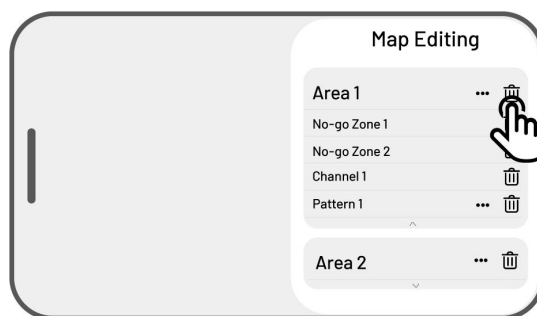 Map Editing
Area 1
No-go Zone 1
No-go Zone 2
Channel 1
Pattern 1
Area 2